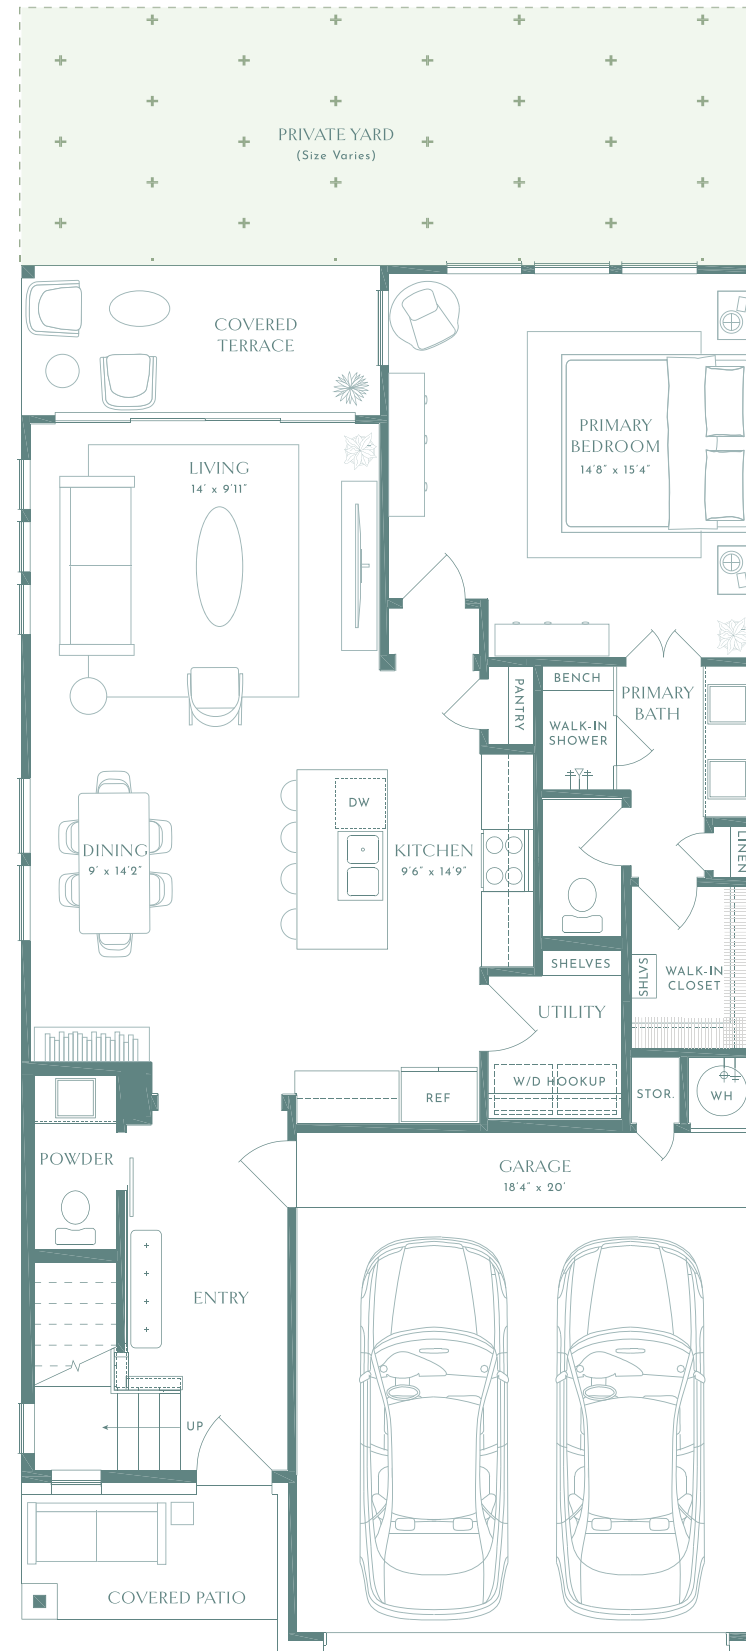 PRIVATE YARD
(Size Varies)
COVERED
TERRACE
PRIMARY
BEDROOM
14'8" x 15'4"
LIVING
14' x 9'11"
PANTRY
BENCH
PRIMARY
BATH
WALK-IN
SHOWER
DW
DINING
9' x 14'2"
KITCHEN
9'6" x 14'9"
LINEN
SHELVES
SHLVS
WALK-IN
CLOSET
UTILITY
W/D HOOKUP
REF
STOR.
WH
POWDER
GARAGE
18'4" x 20'
ENTRY
UP
COVERED PATIO